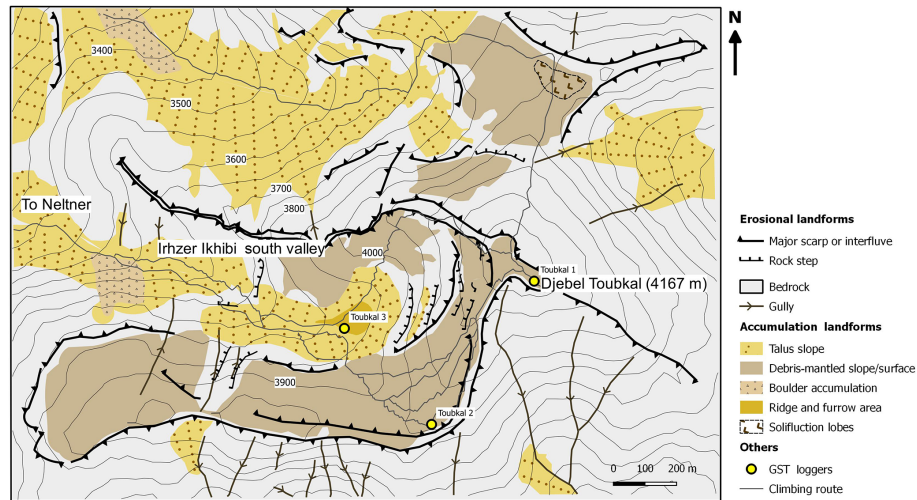 N
3400
3500
3600
3700
3800
To Neltner
Irhzer Ikhibi  south valley
4000
Toubkal 1
Djebel Toubkal (4167 m)
Toubkal 3
3900
Toubkal 2
0    100    200 m
Erosional landforms
Major scarp or interfluve
Rock step
Bedrock
Gully
Accumulation landforms
Talus slope
Debris-mantled slope/surface
Boulder accumulation
Ridge and furrow area
Solifluction lobes
Others
GST loggers
Climbing route